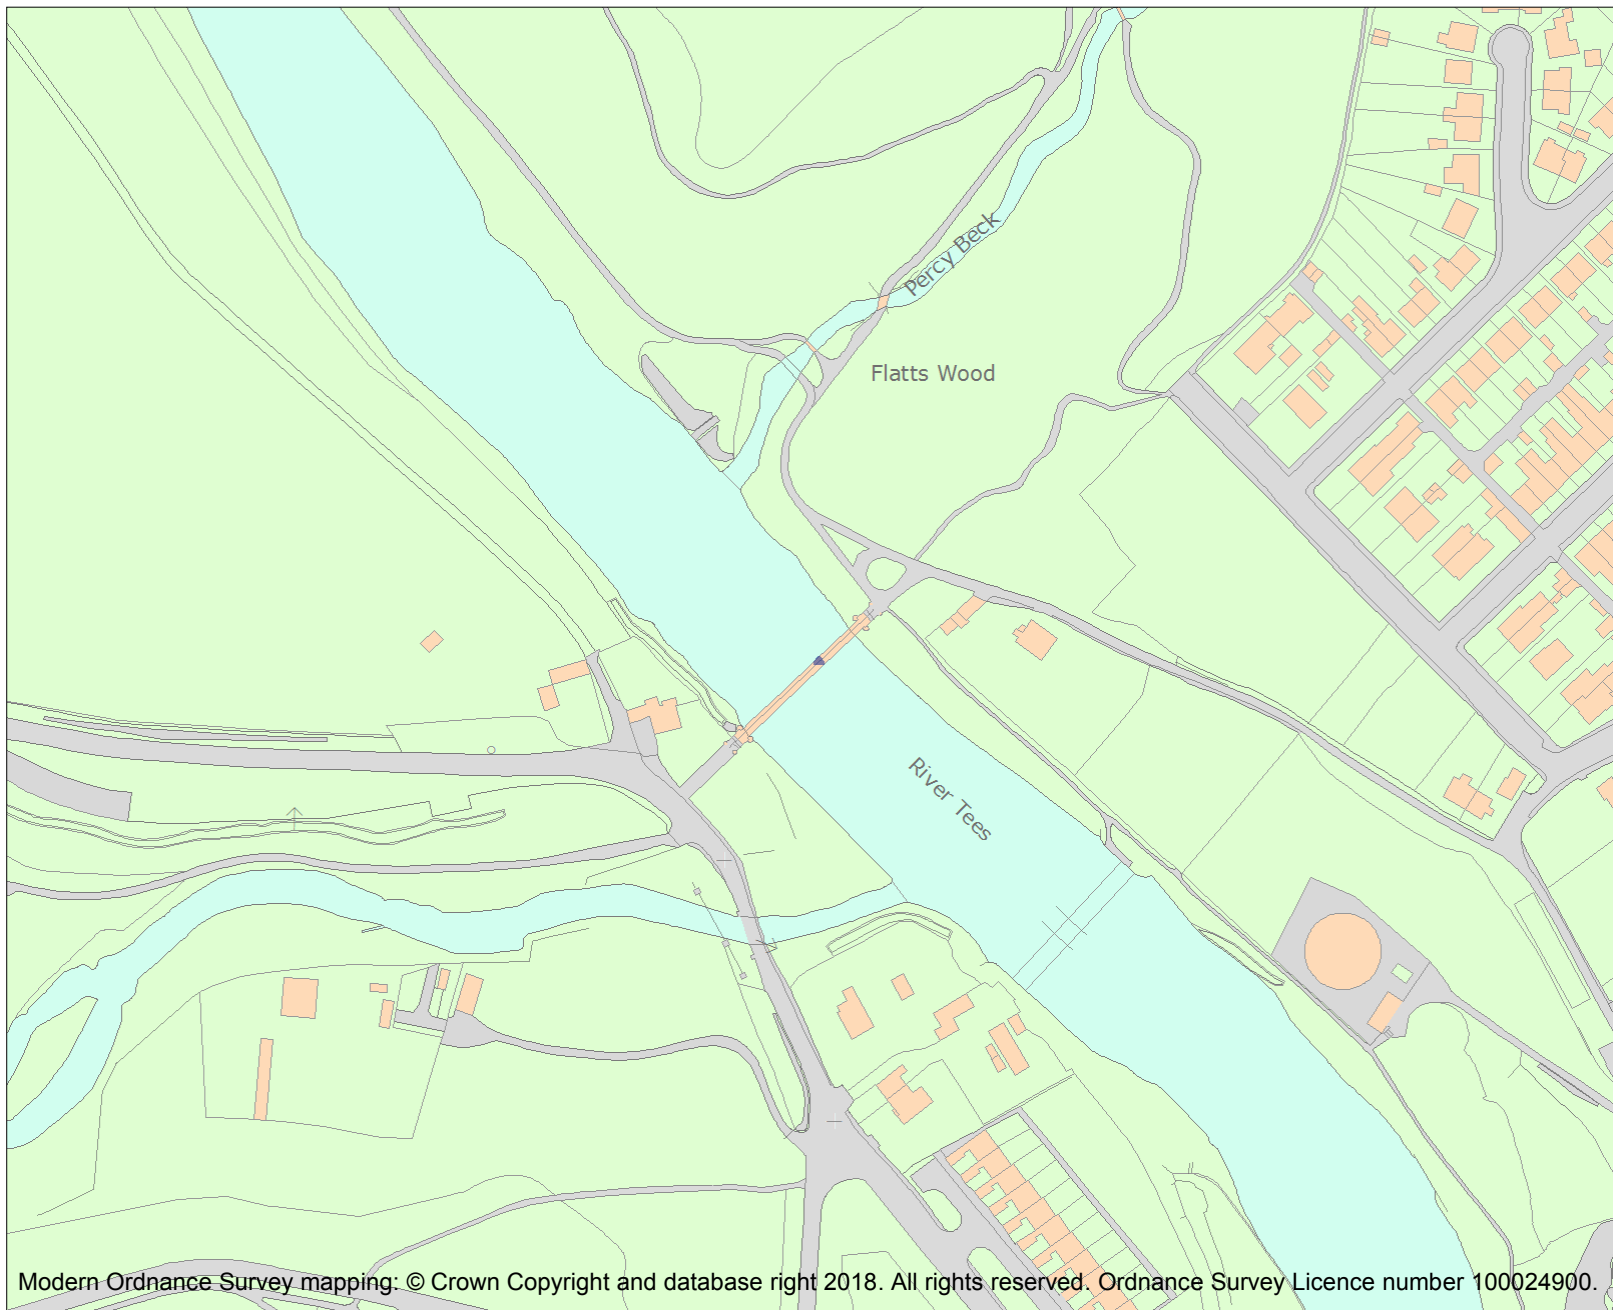 Percy Beck
Flatts Wood
River Tees
Modern Ordnance Survey mapping: © Crown Copyright and database right 2018. All rights reserved. Ordnance Survey Licence number 100024900.